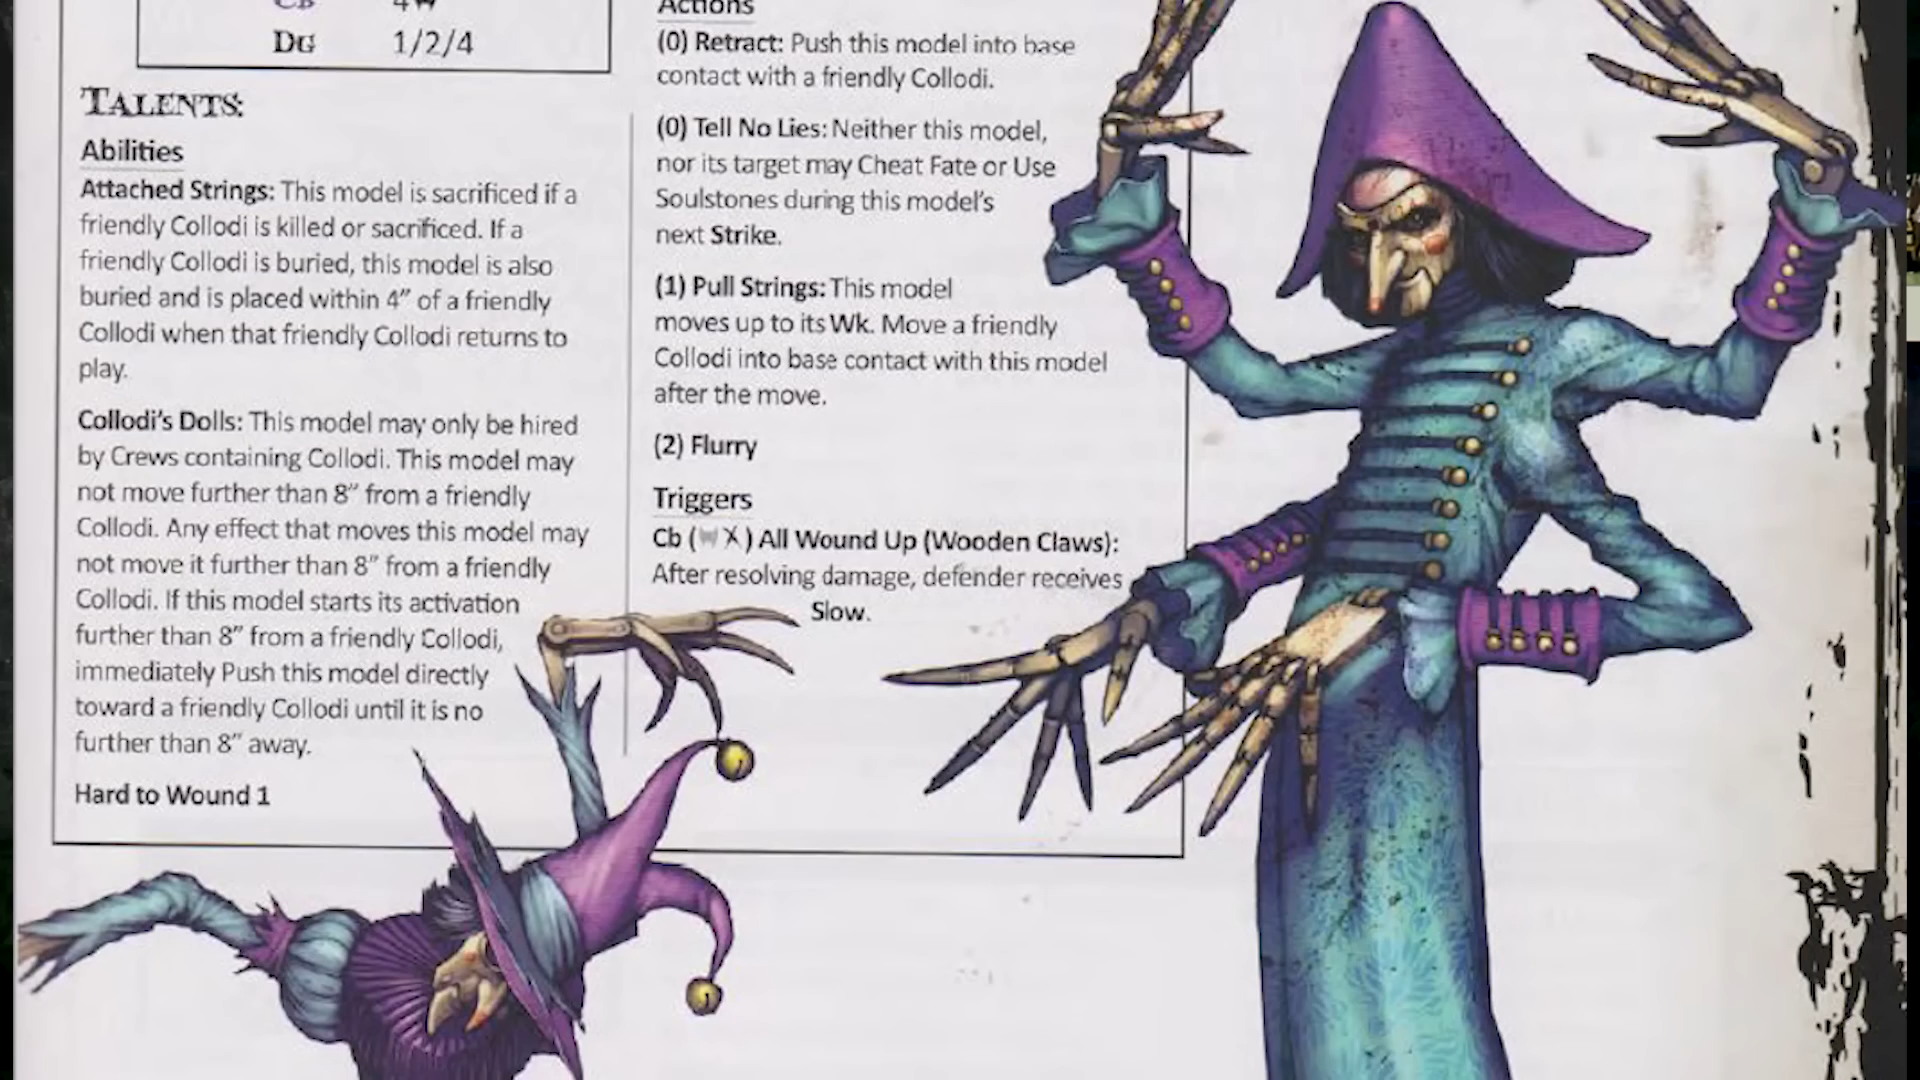 Cb 4
DG 1/2/4
TALENTS:
Abilities
Attached Strings: This model is sacrificed if a
friendly Collodi is killed or sacrificed. If a
friendly Collodi is buried, this model is also
buried and is placed within 4” of a friendly
Collodi when that friendly Collodi returns to
play.
Collodi’s Dolls: This model may only be hired
by Crews containing Collodi. This model may
not move further than 8” from a friendly
Collodi. Any effect that moves this model may
not move it further than 8” from a friendly
Collodi. If this model starts its activation
further than 8” from a friendly Collodi,
immediately Push this model directly
toward a friendly Collodi until it is no
further than 8” away.
Hard to Wound 1
Actions
(0) Retract: Push this model into base
contact with a friendly Collodi.
(0) Tell No Lies: Neither this model,
nor its target may Cheat Fate or Use
Soulstones during this model’s
next Strike.
(1) Pull Strings: This model
moves up to its Wk. Move a friendly
Collodi into base contact with this model
after the move.
(2) Flurry
Triggers
Cb ( X ) All Wound Up (Wooden Claws):
After resolving damage, defender receives
Slow.